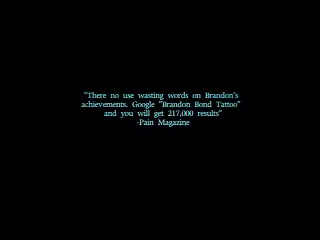 "There no use wasting words on Brandon's
achievements. Google "Brandon Bond Tattoo"
and you will get 217,000 results"
-Pain Magazine